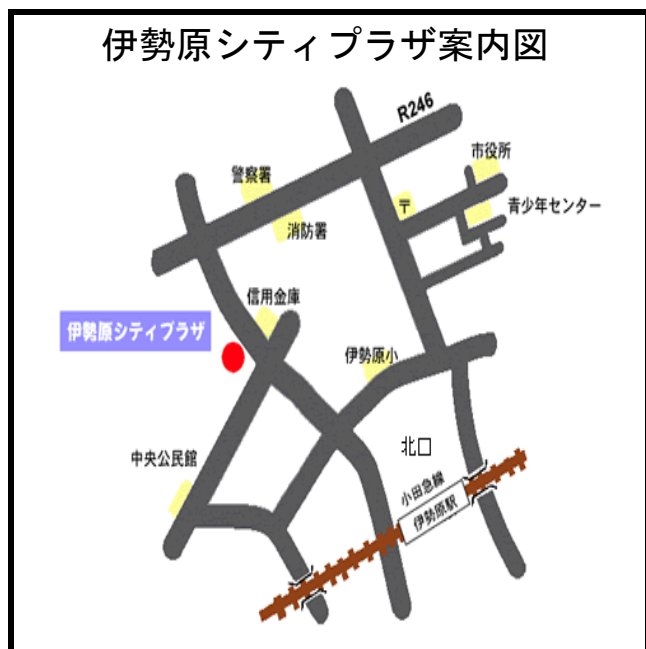 伊勢原シティプラザ案内図
R246
市役所
警察署
〒
青少年センター
消防署
信用金庫
伊勢原シティプラザ
伊勢原小
北口
中央公民館
小田急線
伊勢原駅